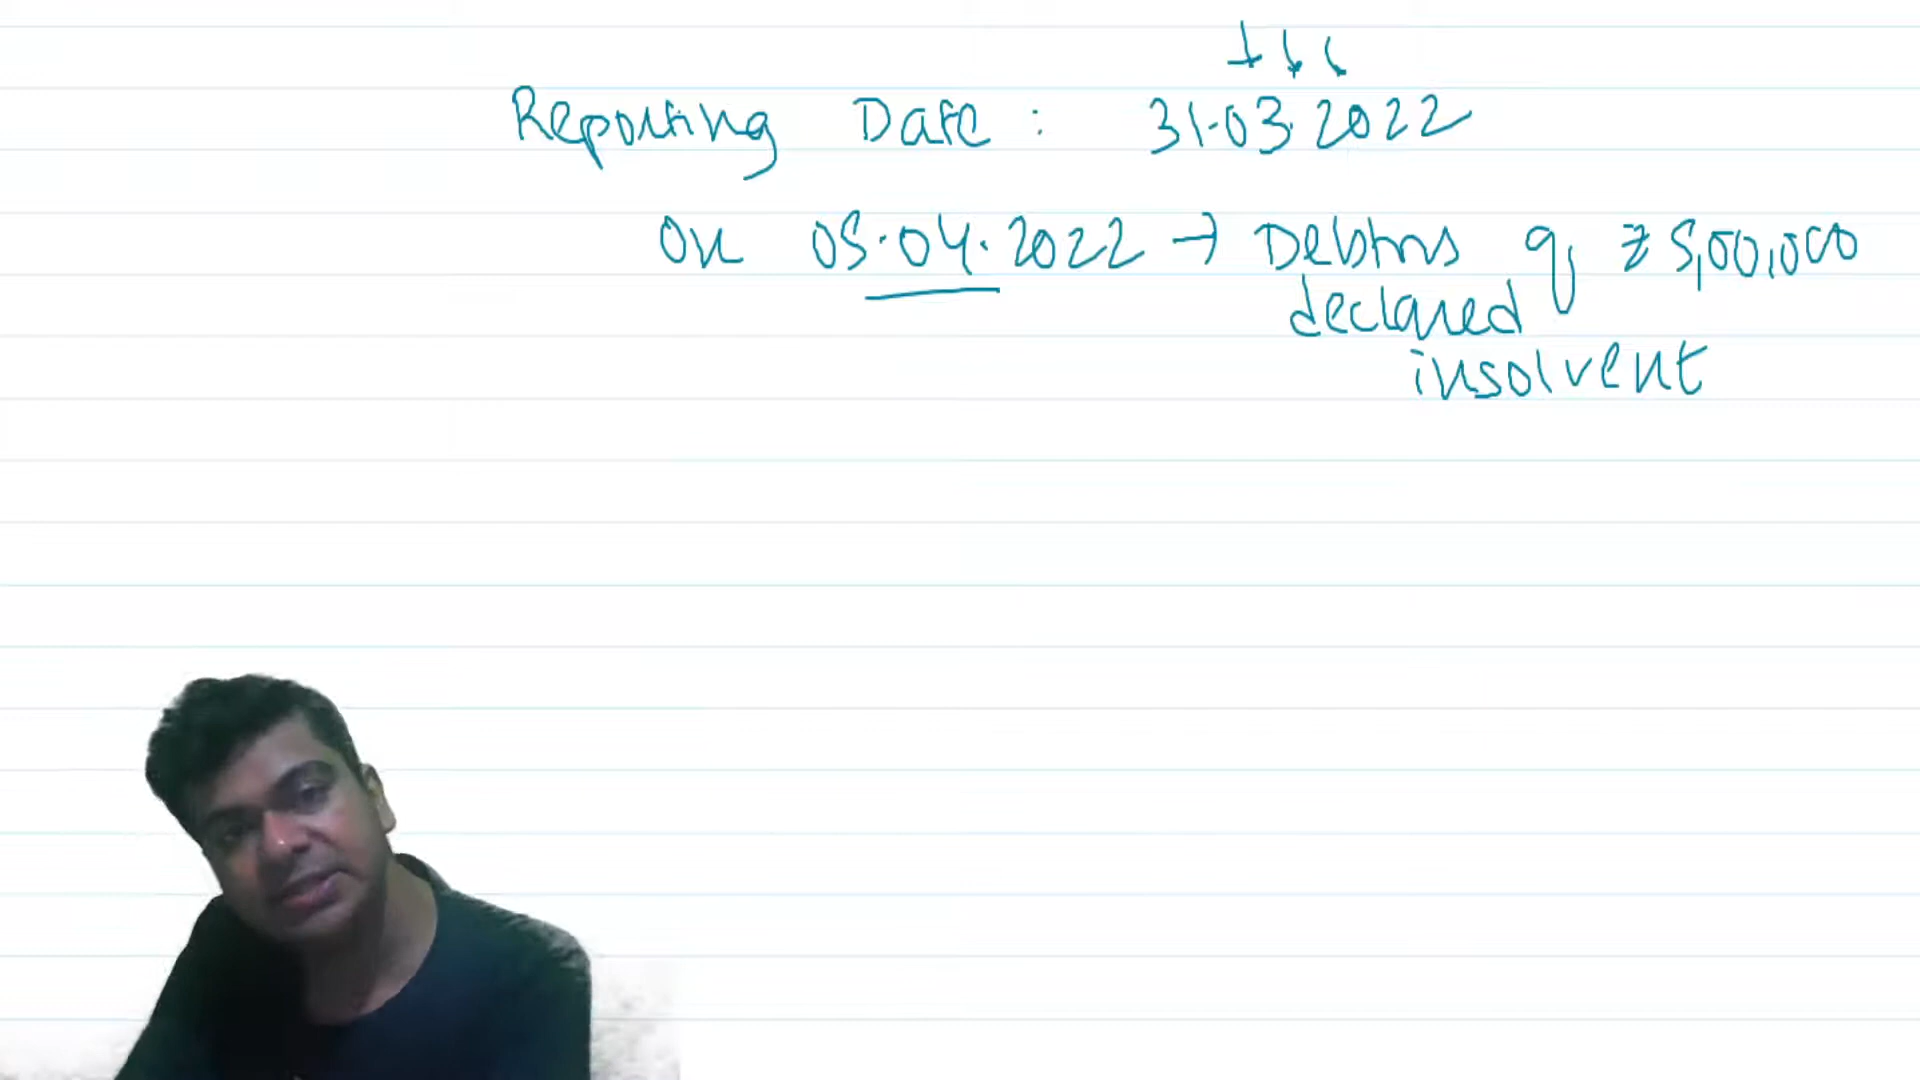 Reporting Date : 31.03.2022
On 05.04.2022 → Debtors of ₹ 5,00,000
declared
insolvent